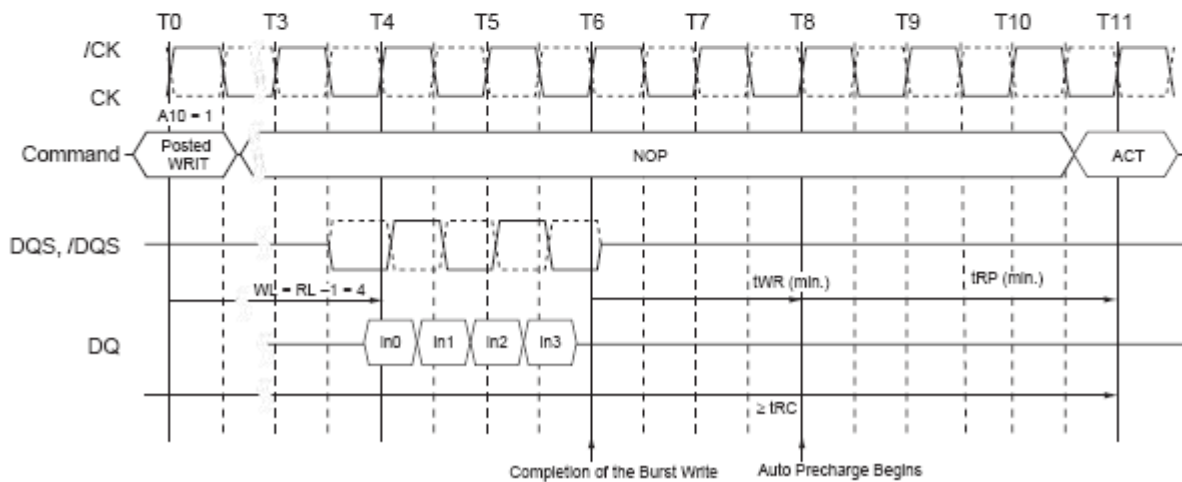 T0 T3 T4 T5 T6 T7 T8 T9 T10 T11
/CK
CK
A10 = 1
Command
Posted
WRIT
NOP
ACT
DQS, /DQS
WL = RL –1 = 4
tWR (min.)
tRP (min.)
DQ
In0 In1 In2 In3
≥ tRC
Completion of the Burst Write
Auto Precharge Begins